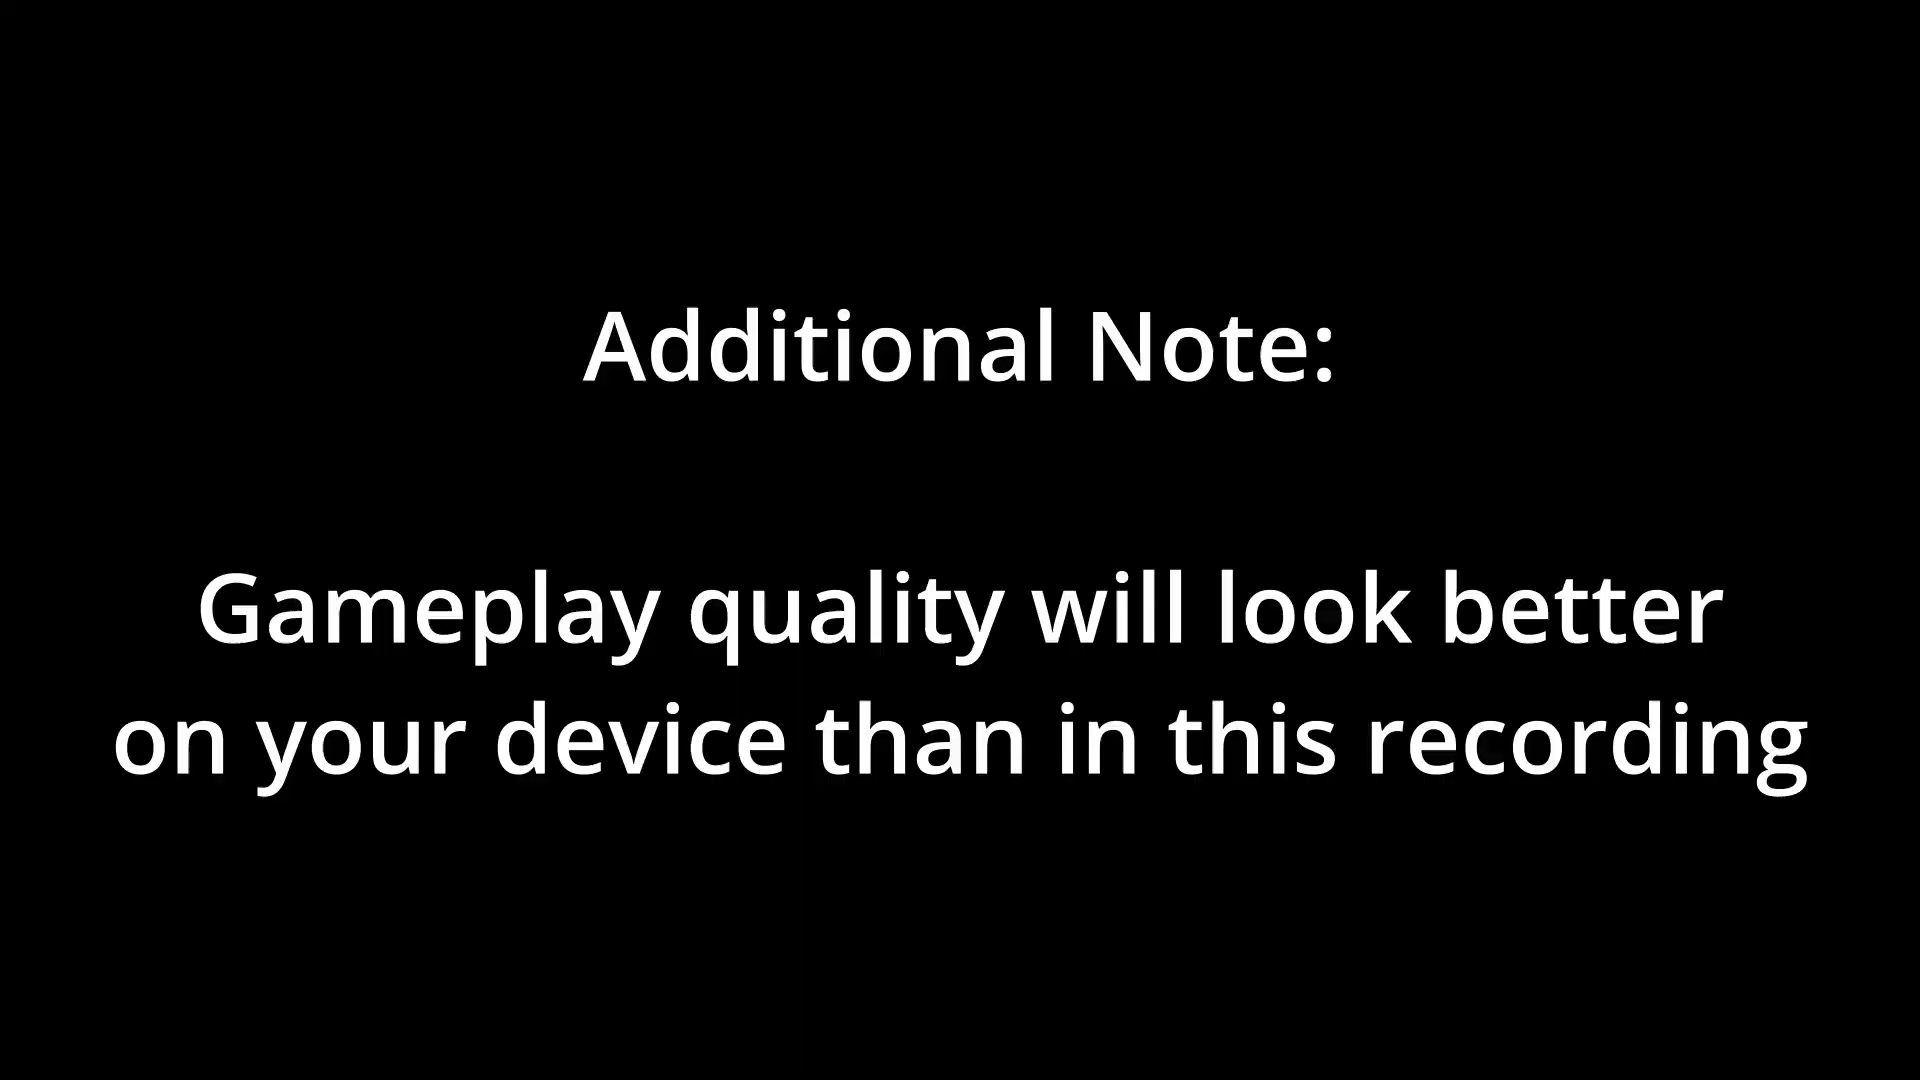 Additional Note:
Gameplay quality will look better
on your device than in this recording